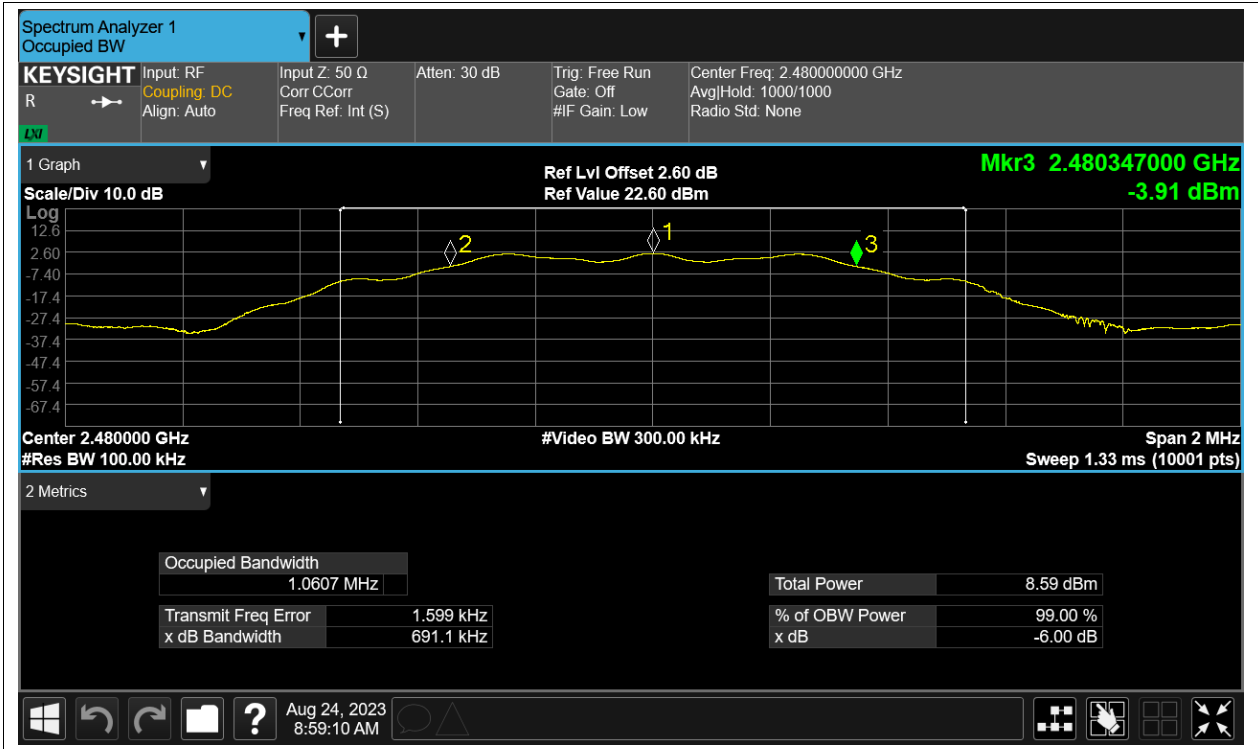 Spectrum Analyzer 1
Occupied BW
KEYSIGHT Input: RF Input Z: 50 Ω Atten: 30 dB Trig: Free Run Center Freq: 2.480000000 GHz
R Coupling: DC Corr CCorr Gate: Off Avg|Hold: 1000/1000
Align: Auto Freq Ref: Int (S) #IF Gain: Low Radio Std: None
LXI
1 Graph Ref Lvl Offset 2.60 dB Mkr3 2.480347000 GHz
Scale/Div 10.0 dB Ref Value 22.60 dBm -3.91 dBm
Log
12.6
2.60
-7.40
-17.4
-27.4
-37.4
-47.4
-57.4
-67.4
2
1
3
Center 2.480000 GHz #Video BW 300.00 kHz Span 2 MHz
#Res BW 100.00 kHz Sweep 1.33 ms (10001 pts)
2 Metrics
Occupied Bandwidth
1.0607 MHz Total Power 8.59 dBm
Transmit Freq Error 1.599 kHz % of OBW Power 99.00 %
x dB Bandwidth 691.1 kHz x dB -6.00 dB
? Aug 24, 2023
8:59:10 AM